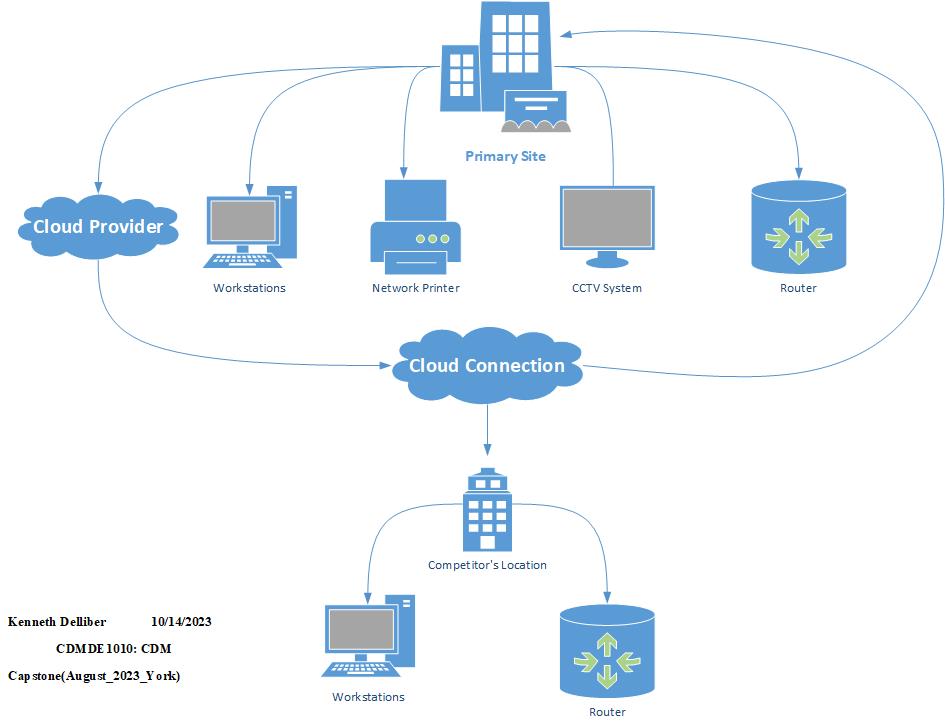 Primary Site
Cloud Provider
Workstations
Network Printer
CCTV System
Router
Cloud Connection
Competitor's Location
Kenneth Delliber 10/14/2023
CDMDE1010: CDM
Capstone(August_2023_York)
Workstations
Router